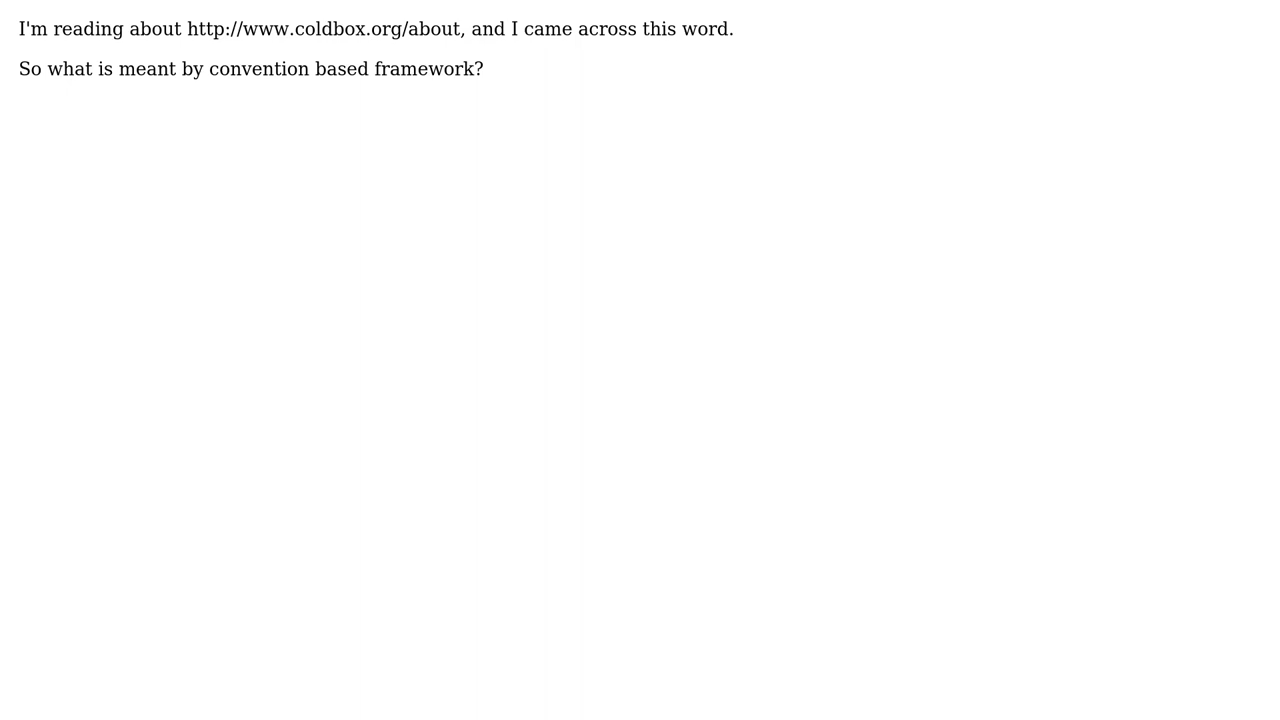 I'm reading about http://www.coldbox.org/about, and I came across this word.
So what is meant by convention based framework?